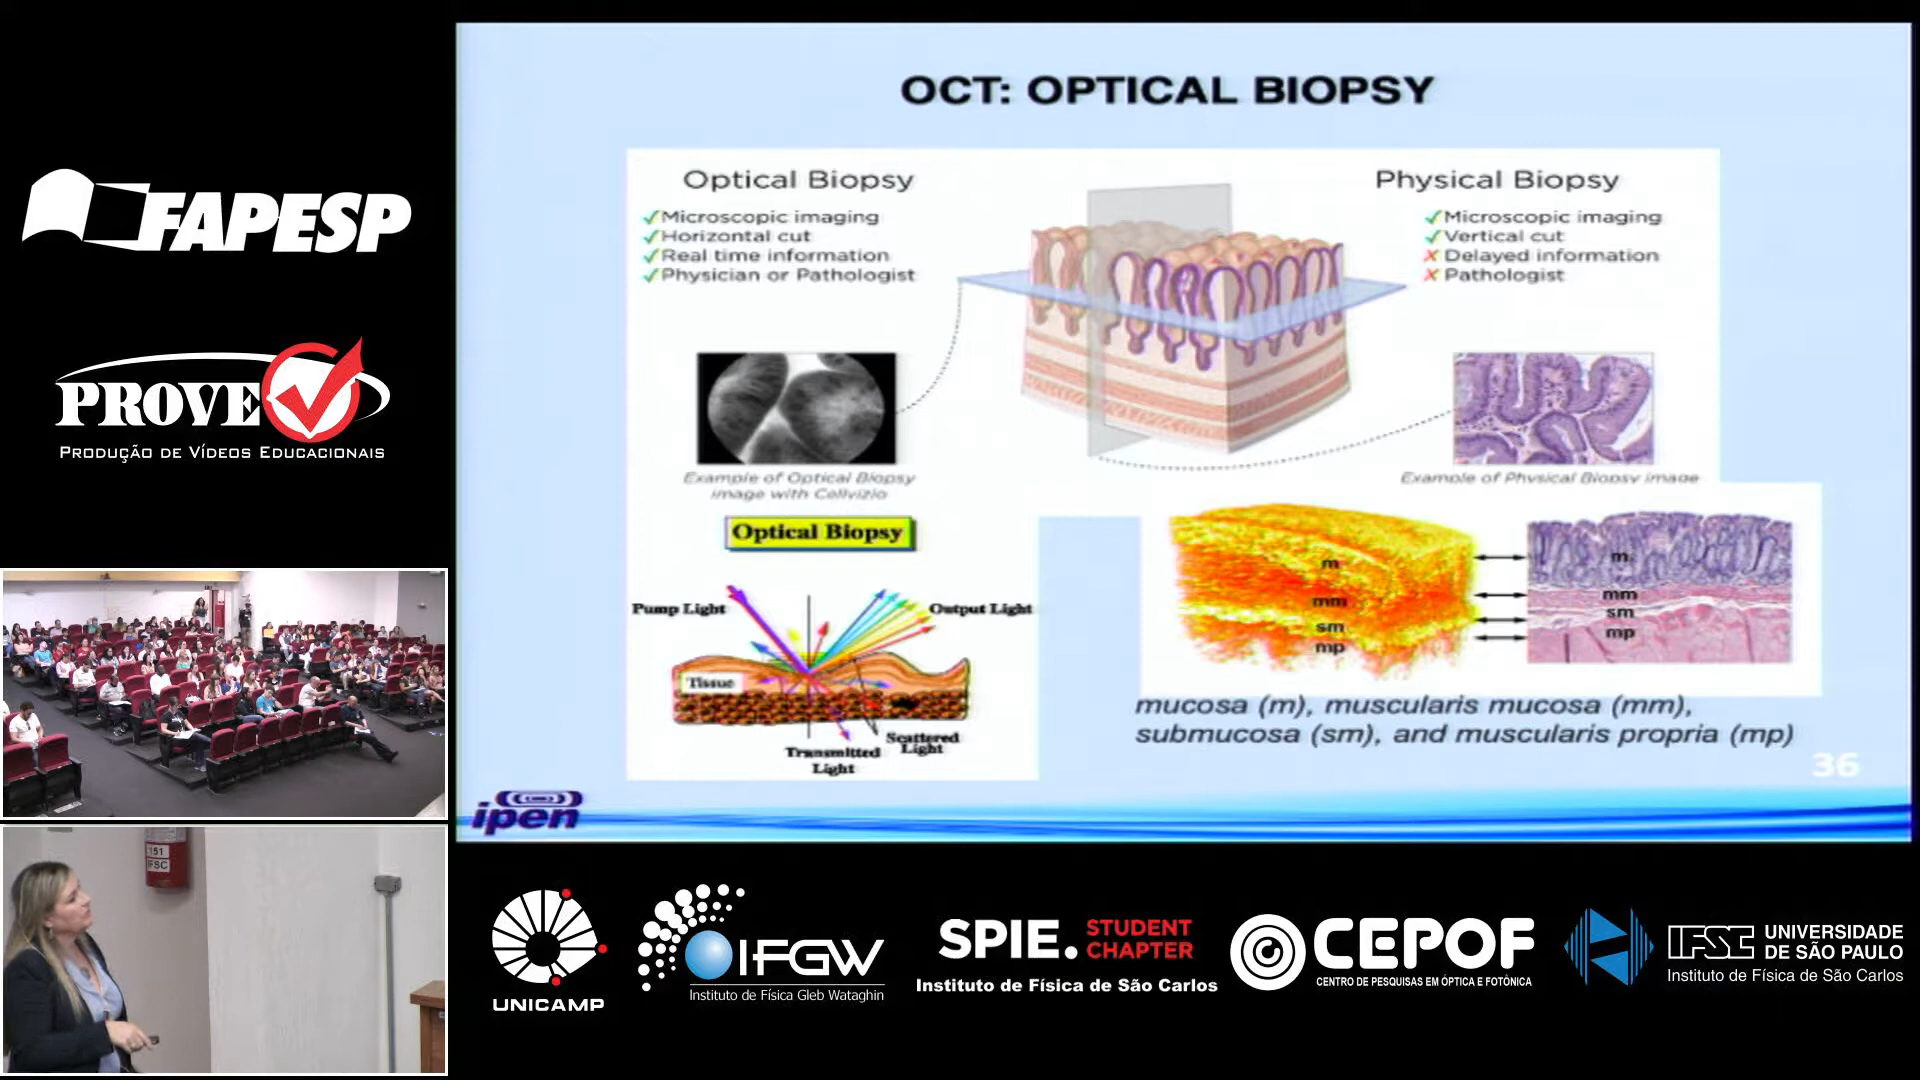 OCT: OPTICAL BIOPSY
Optical Biopsy
Microscopic imaging
Horizontal cut
Real time information
Physician or Pathologist
Physical Biopsy
Microscopic imaging
Vertical cut
Delayed information
Pathologist
Example of Optical Biopsy
image with Cellvizio
Example of Physical Biopsy image
Optical Biopsy
Pump Light
Output Light
Tissue
Scattered
Light
Transmitted
Light
m
mm
sm
mp
m
mm
sm
mp
mucosa (m), muscularis mucosa (mm),
submucosa (sm), and muscularis propria (mp)
36
ipen
FAPESP
PROVE
PRODUÇÃO DE VÍDEOS EDUCACIONAIS
151
IFSC
UNICAMP
IFGW
Instituto de Física Gleb Wataghin
SPIE. STUDENT
CHAPTER
Instituto de Física de São Carlos
CEPOF
CENTRO DE PESQUISAS EM ÓPTICA E FOTÔNICA
IFSC UNIVERSIDADE
DE SÃO PAULO
Instituto de Física de São Carlos